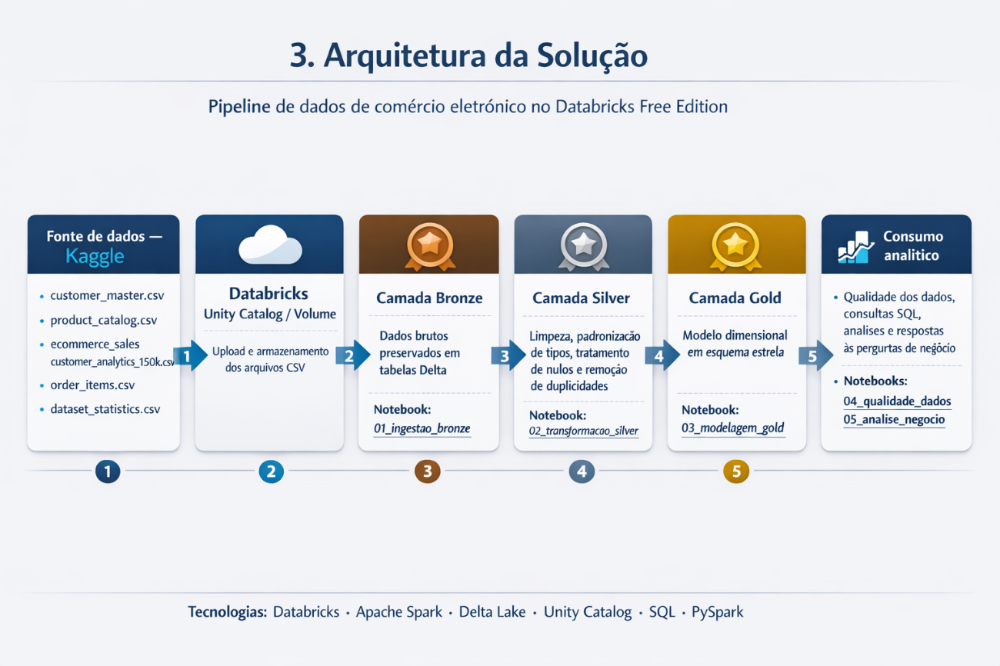 3. Arquitetura da Solução
Pipeline de dados de comércio eletrónico no Databricks Free Edition
Fonte de dados —
Kaggle
• customer_master.csv
• product_catalog.csv
• ecommerce_sales
customer_analytics_150k.csv
• order_items.csv
• dataset_statistics.csv
1
Databricks
Unity Catalog / Volume
Upload e armazenamento
dos arquivos CSV
2
Camada Bronze
Dados brutos
preservados em
tabelas Delta
Notebook:
01_ingestao_bronze
3
Camada Silver
Limpeza, padronização
de tipos, tratamento
de nulos e remoção
de duplicidades
Notebook:
02_transformacao_silver
4
Camada Gold
Modelo dimensional
em esquema estrela
Notebook:
03_modelagem_gold
5
Consumo
analitico
• Qualidade dos dados,
consultas SQL,
analises e respostas
às pergurtas de negócio
• Notebooks:
04_qualidade_dados
05_analise_negocio
1
2
3
4
5
Tecnologias: Databricks · Apache Spark · Delta Lake · Unity Catalog · SQL · PySpark